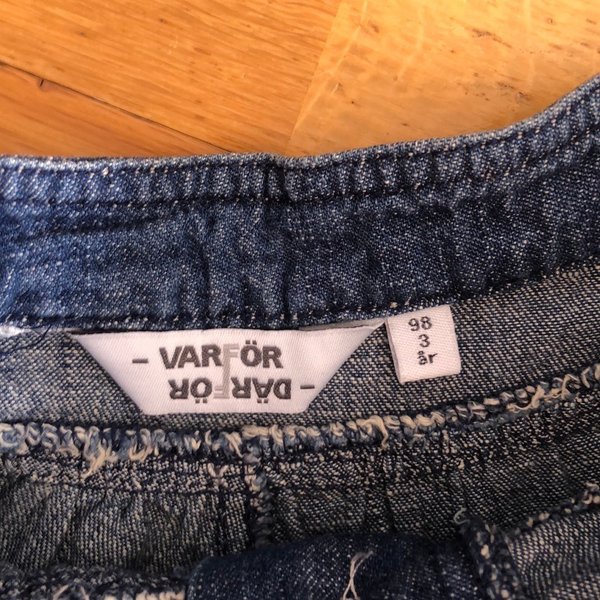 - VARFÖR
DÄRFÖR -
98
3
år